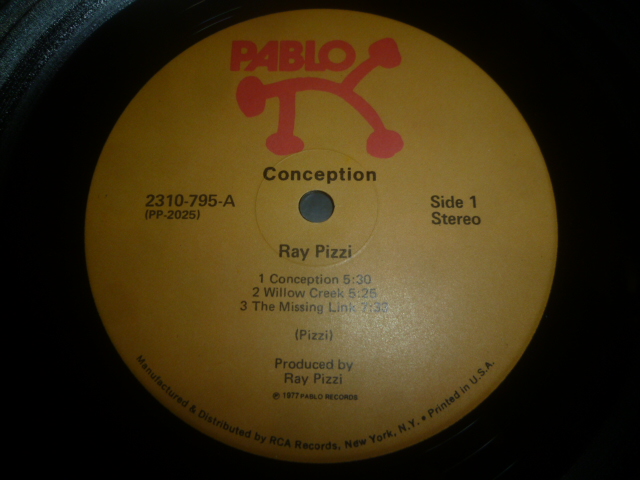 PABLO
Conception
2310-795-A
(PP-2025)
Side 1
Stereo
Ray Pizzi
1 Conception 5:30
2 Willow Creek 5:25
3 The Missing Link 7:33
(Pizzi)
Produced by
Ray Pizzi
℗ 1977 PABLO RECORDS
Manufactured & Distributed by RCA Records, New York, N.Y. • Printed in U.S.A.